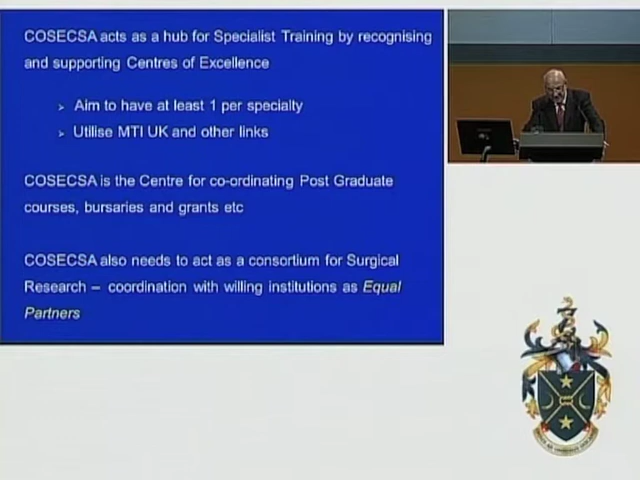 COSECSA acts as a hub for Specialist Training by recognising
and supporting Centres of Excellence
➢ Aim to have at least 1 per specialty
➢ Utilise MTI UK and other links
COSECSA is the Centre for co-ordinating Post Graduate
courses, bursaries and grants etc
COSECSA also needs to act as a consortium for Surgical
Research – coordination with willing institutions as Equal
Partners